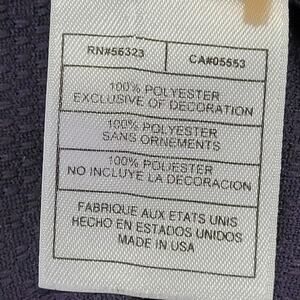 RN#56323 CA#05553
100% POLYESTER
EXCLUSIVE OF DECORATION
100% POLYESTER
SANS ORNEMENTS
100% POLIESTER
NO INCLUYE LA DECORACION
FABRIQUE AUX ETATS UNIS
HECHO EN ESTADOS UNIDOS
MADE IN USA